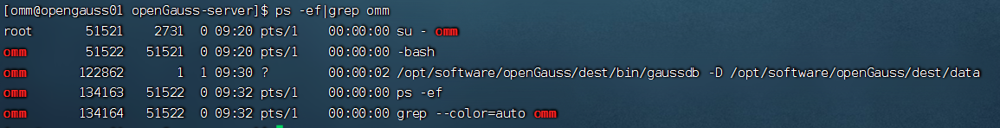 [omm@opengauss01 openGauss-server]$ ps -ef|grep omm
root 51521 2731 0 09:20 pts/1 00:00:00 su - omm
omm 51522 51521 0 09:20 pts/1 00:00:00 -bash
omm 122862 1 1 09:30 ? 00:00:02 /opt/software/openGauss/dest/bin/gaussdb -D /opt/software/openGauss/dest/data
omm 134163 51522 0 09:32 pts/1 00:00:00 ps -ef
omm 134164 51522 0 09:32 pts/1 00:00:00 grep --color=auto omm